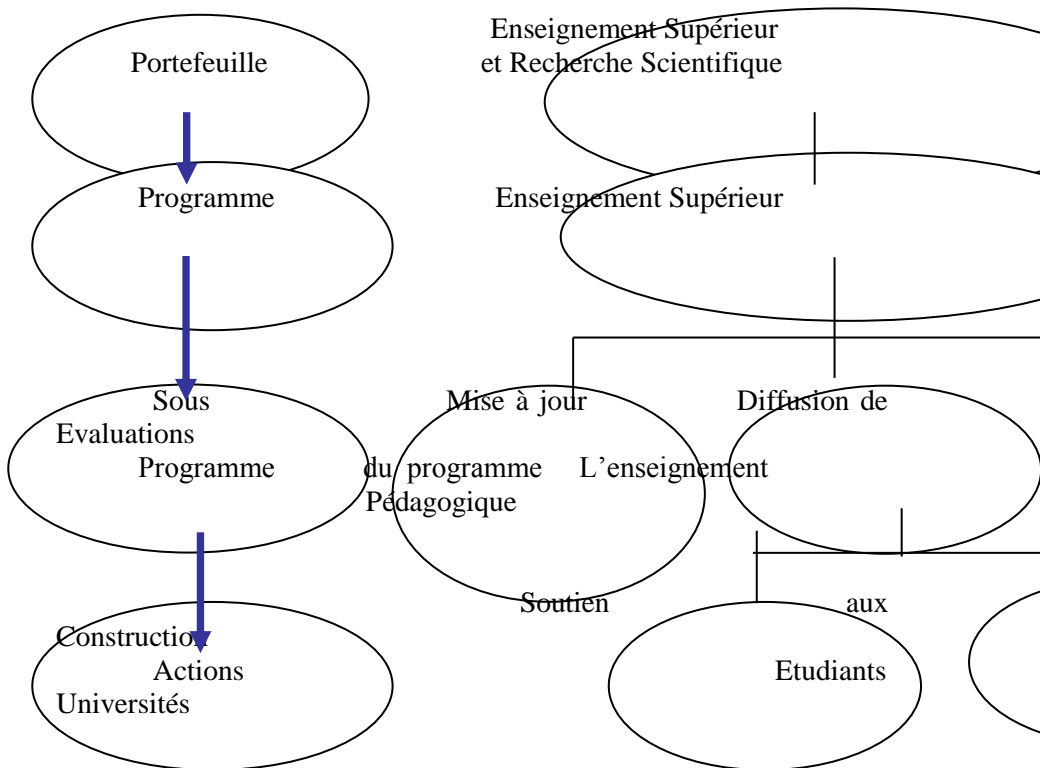 Enseignement Supérieur
Portefeuille et Recherche Scientifique
Programme Enseignement Supérieur
Sous Mise à jour Diffusion de
Evaluations
Programme du programme L'enseignement
Pédagogique
Soutien aux
Construction
Actions Etudiants
Universités